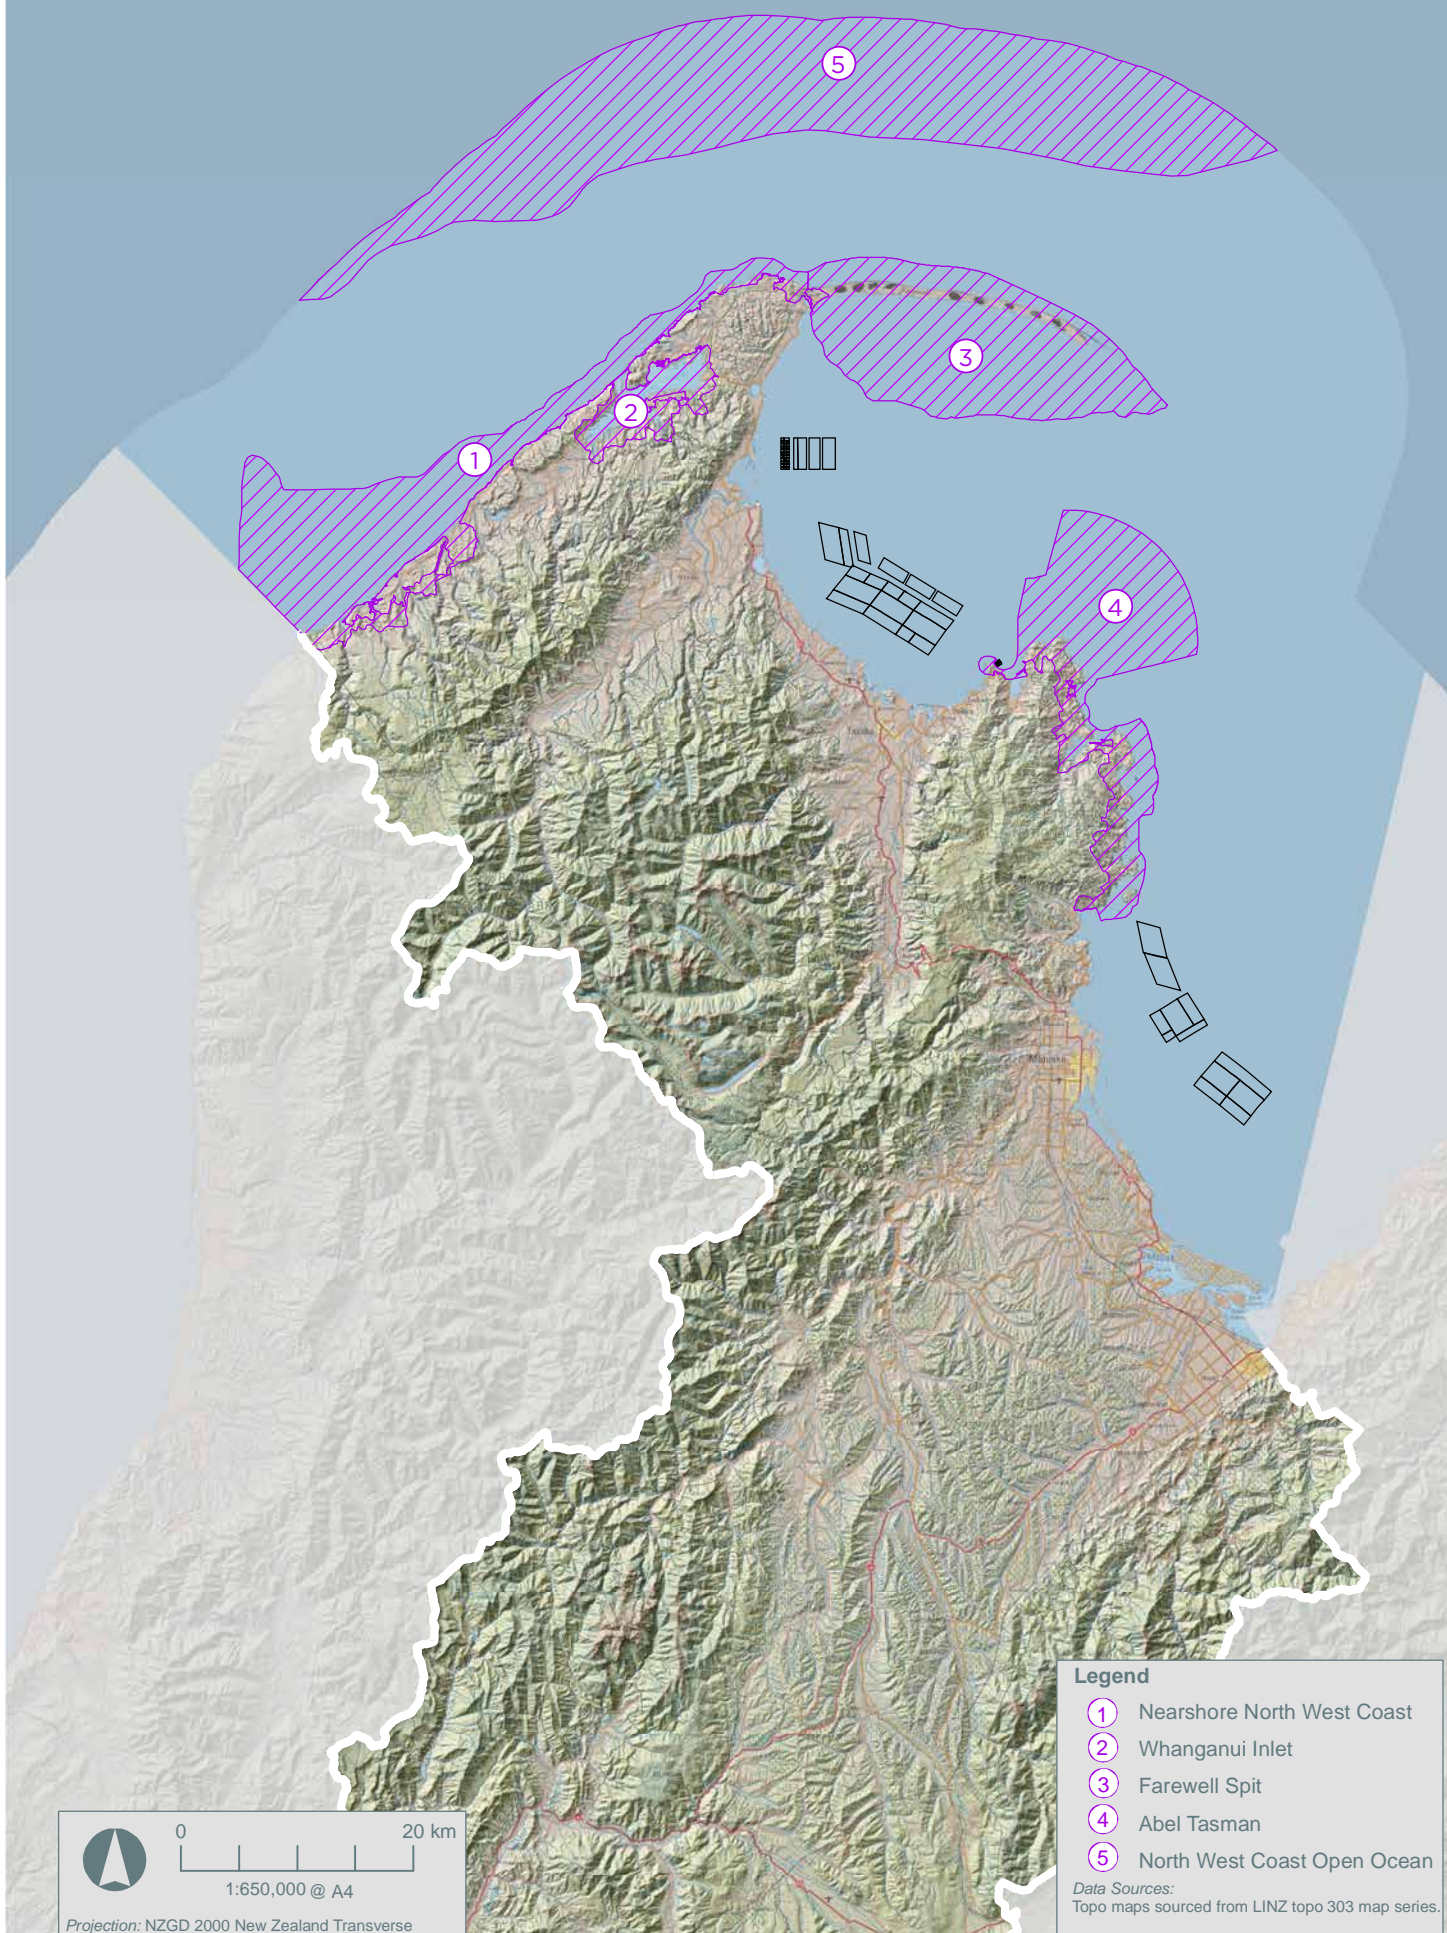 5
3
2
1
4
Takaka
Motueka
Legend
1 Nearshore North West Coast
2 Whanganui Inlet
3 Farewell Spit
4 Abel Tasman
5 North West Coast Open Ocean
Data Sources:
Topo maps sourced from LINZ topo 303 map series.
0 20 km
1:650,000 @ A4
Projection: NZGD 2000 New Zealand Transverse